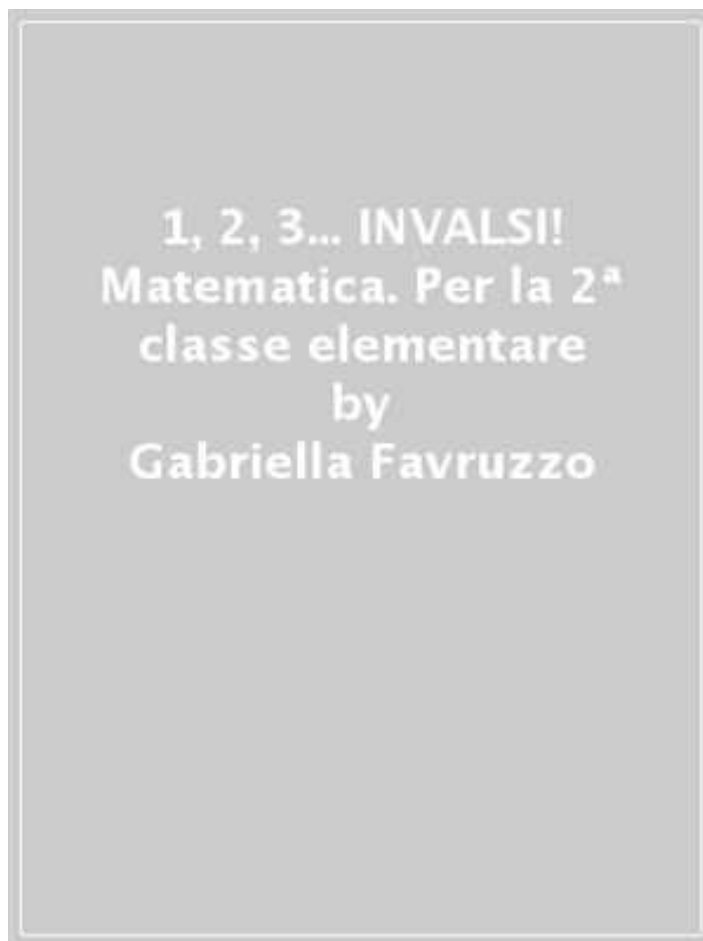 1, 2, 3... INVALSI!
Matematica. Per la 2ª
classe elementare
by
Gabriella Favruzzo